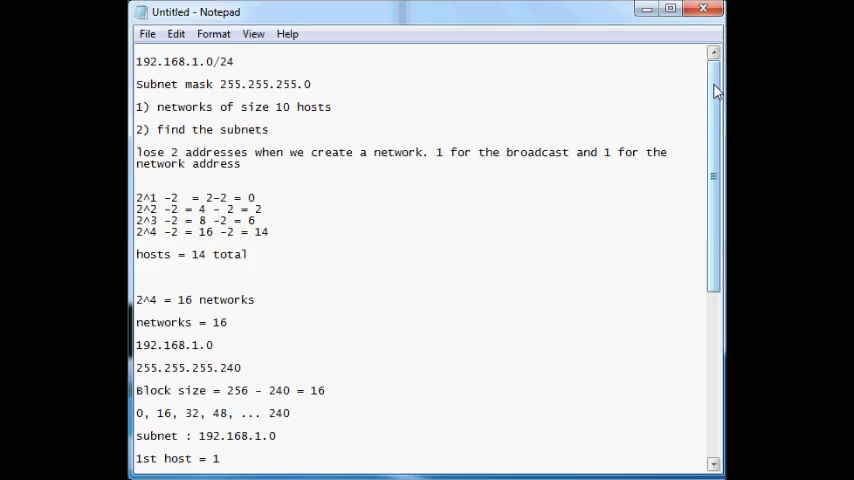 Untitled - Notepad
File Edit Format View Help
192.168.1.0/24
Subnet mask 255.255.255.0
1) networks of size 10 hosts
2) find the subnets
lose 2 addresses when we create a network. 1 for the broadcast and 1 for the
network address
2^1 -2  = 2-2 = 0
2^2 -2 = 4 - 2 = 2
2^3 -2 = 8 -2 = 6
2^4 -2 = 16 -2 = 14
hosts = 14 total
2^4 = 16 networks
networks = 16
192.168.1.0
255.255.255.240
Block size = 256 - 240 = 16
0, 16, 32, 48, ... 240
subnet : 192.168.1.0
1st host = 1